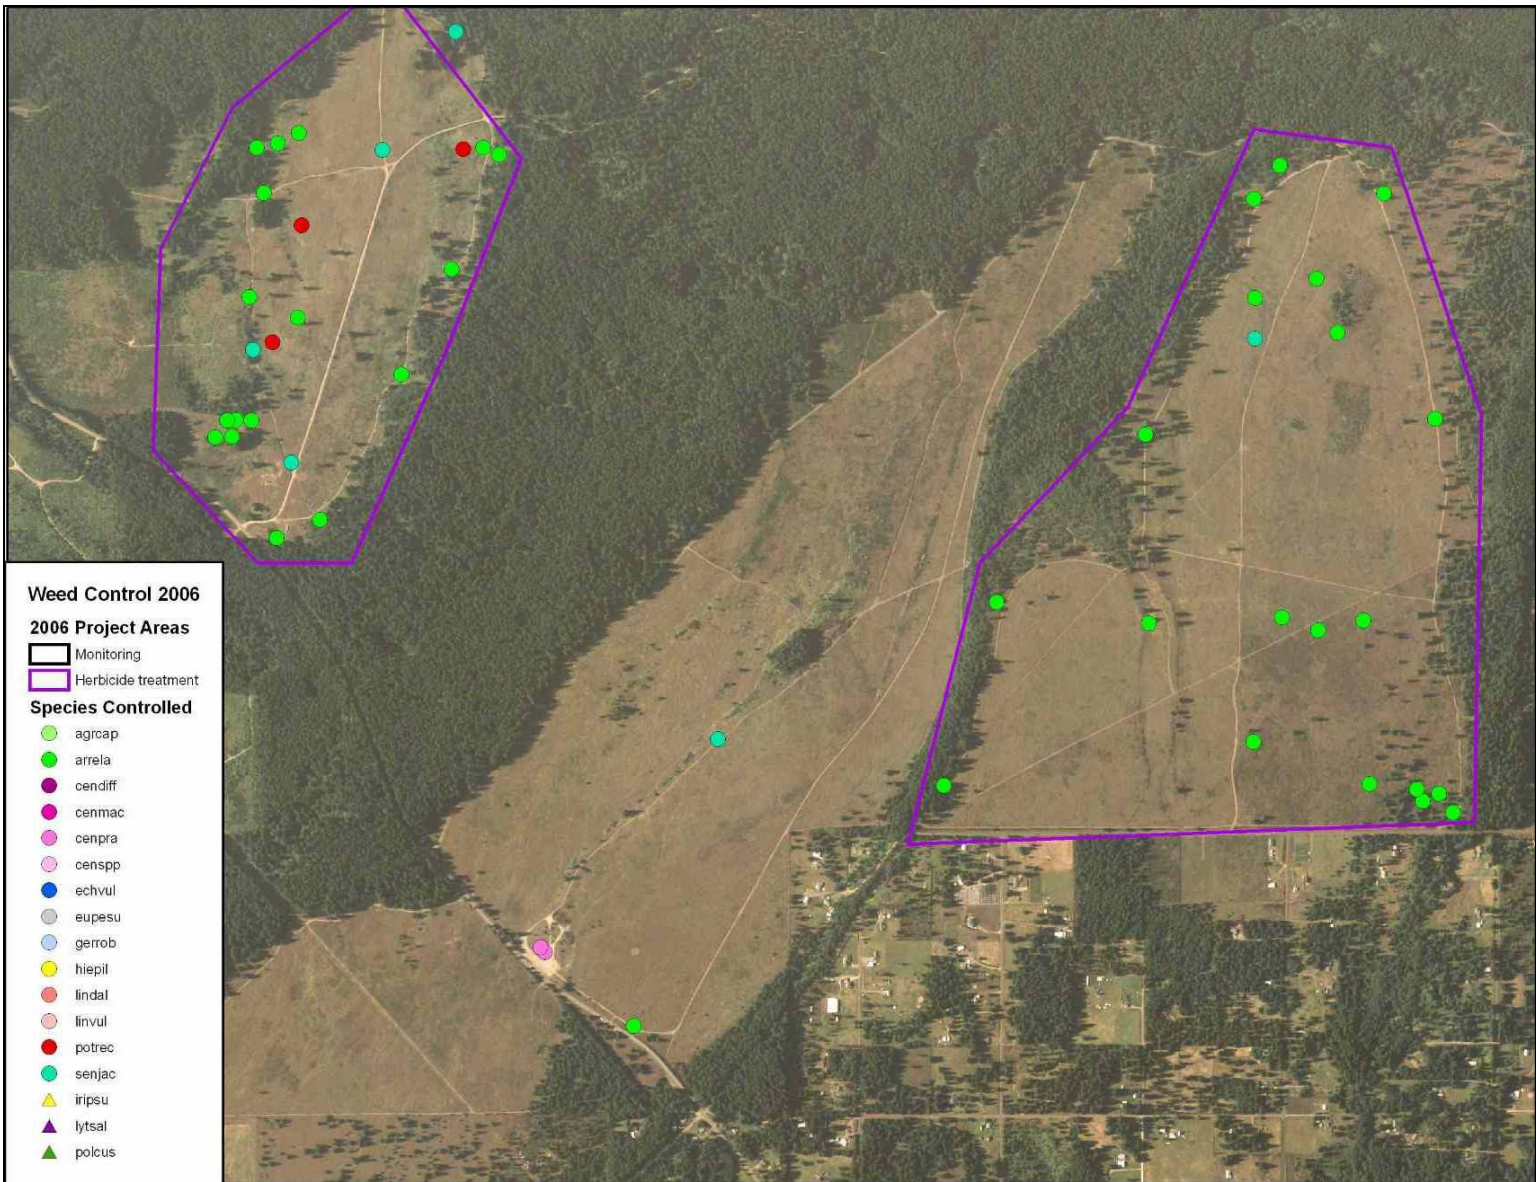 Weed Control 2006
2006 Project Areas
Monitoring
Herbicide treatment
Species Controlled
agrcap
arrela
cendiff
cenmac
cenpra
censpp
echvul
eupesu
gerrob
hiepil
lindal
linvul
potrec
senjac
iripsu
lytsal
polcus